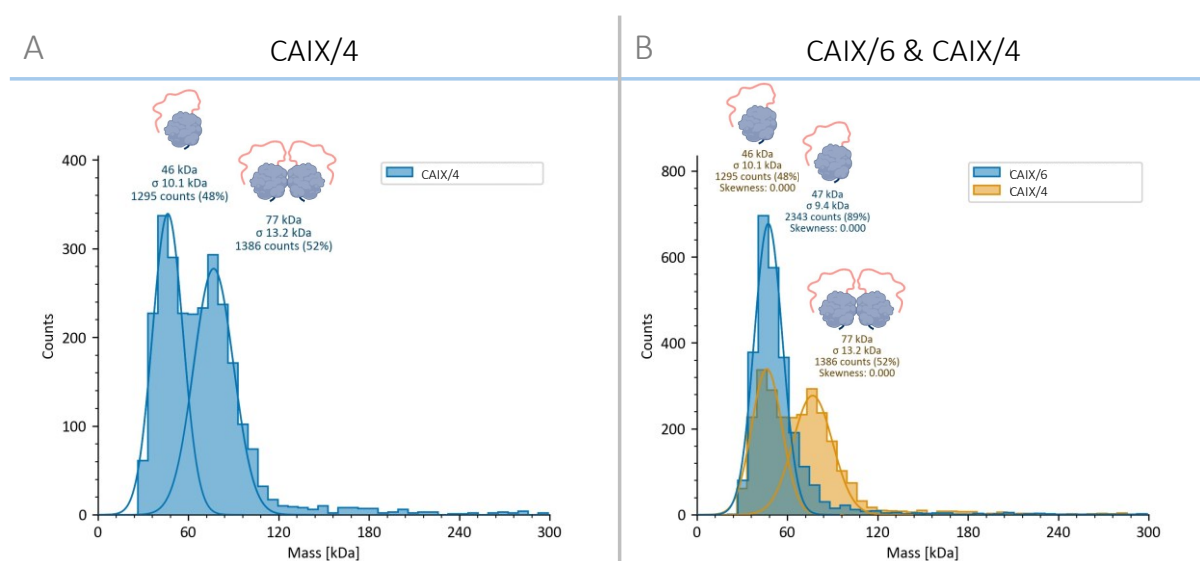 A
CAIX/4
46 kDa
σ 10.1 kDa
1295 counts (48%)
77 kDa
σ 13.2 kDa
1386 counts (52%)
CAIX/4
400
300
200
100
0
Counts
0
60
120
180
240
300
Mass [kDa]
B
CAIX/6 & CAIX/4
46 kDa
σ 10.1 kDa
1295 counts (48%)
Skewness: 0.000
47 kDa
σ 9.4 kDa
2343 counts (89%)
Skewness: 0.000
77 kDa
σ 13.2 kDa
1386 counts (52%)
Skewness: 0.000
CAIX/6
CAIX/4
800
600
400
200
0
Counts
0
60
120
180
240
300
Mass [kDa]